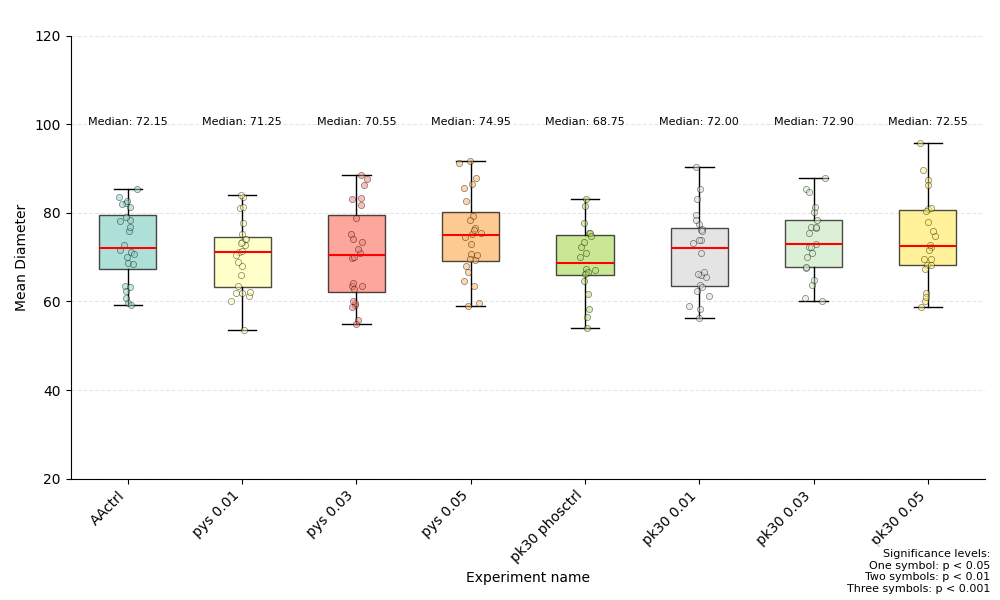 120
Median: 72.15 Median: 71.25 Median: 70.55 Median: 74.95 Median: 68.75 Median: 72.00 Median: 72.90 Median: 72.55
100
80
60
40
20
Mean Diameter
AActrl
pys 0.01
pys 0.03
pys 0.05
pk30 phosctrl
pk30 0.01
pk30 0.03
pk30 0.05
Experiment name
Significance levels:
One symbol: p < 0.05
Two symbols: p < 0.01
Three symbols: p < 0.001